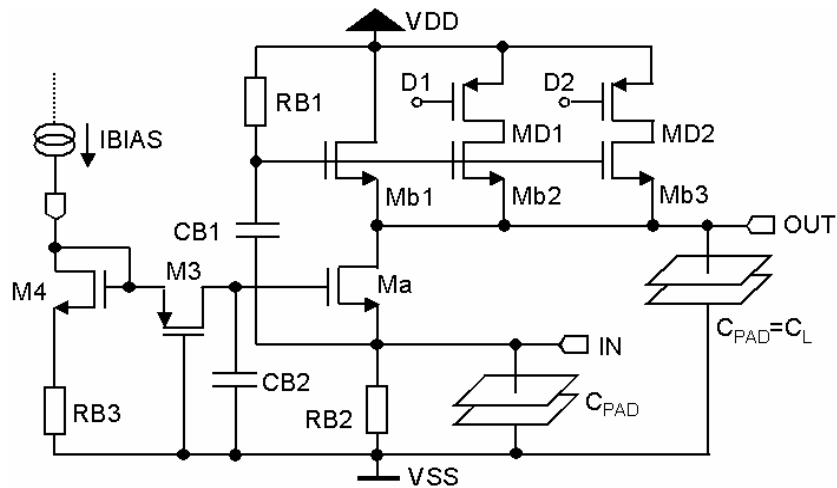 VDD
D1
D2
RB1
IBIAS
MD1
MD2
Mb1
Mb2
Mb3
CB1
OUT
M3
M4
Ma
CPAD=CL
IN
CB2
CPAD
RB3
RB2
VSS